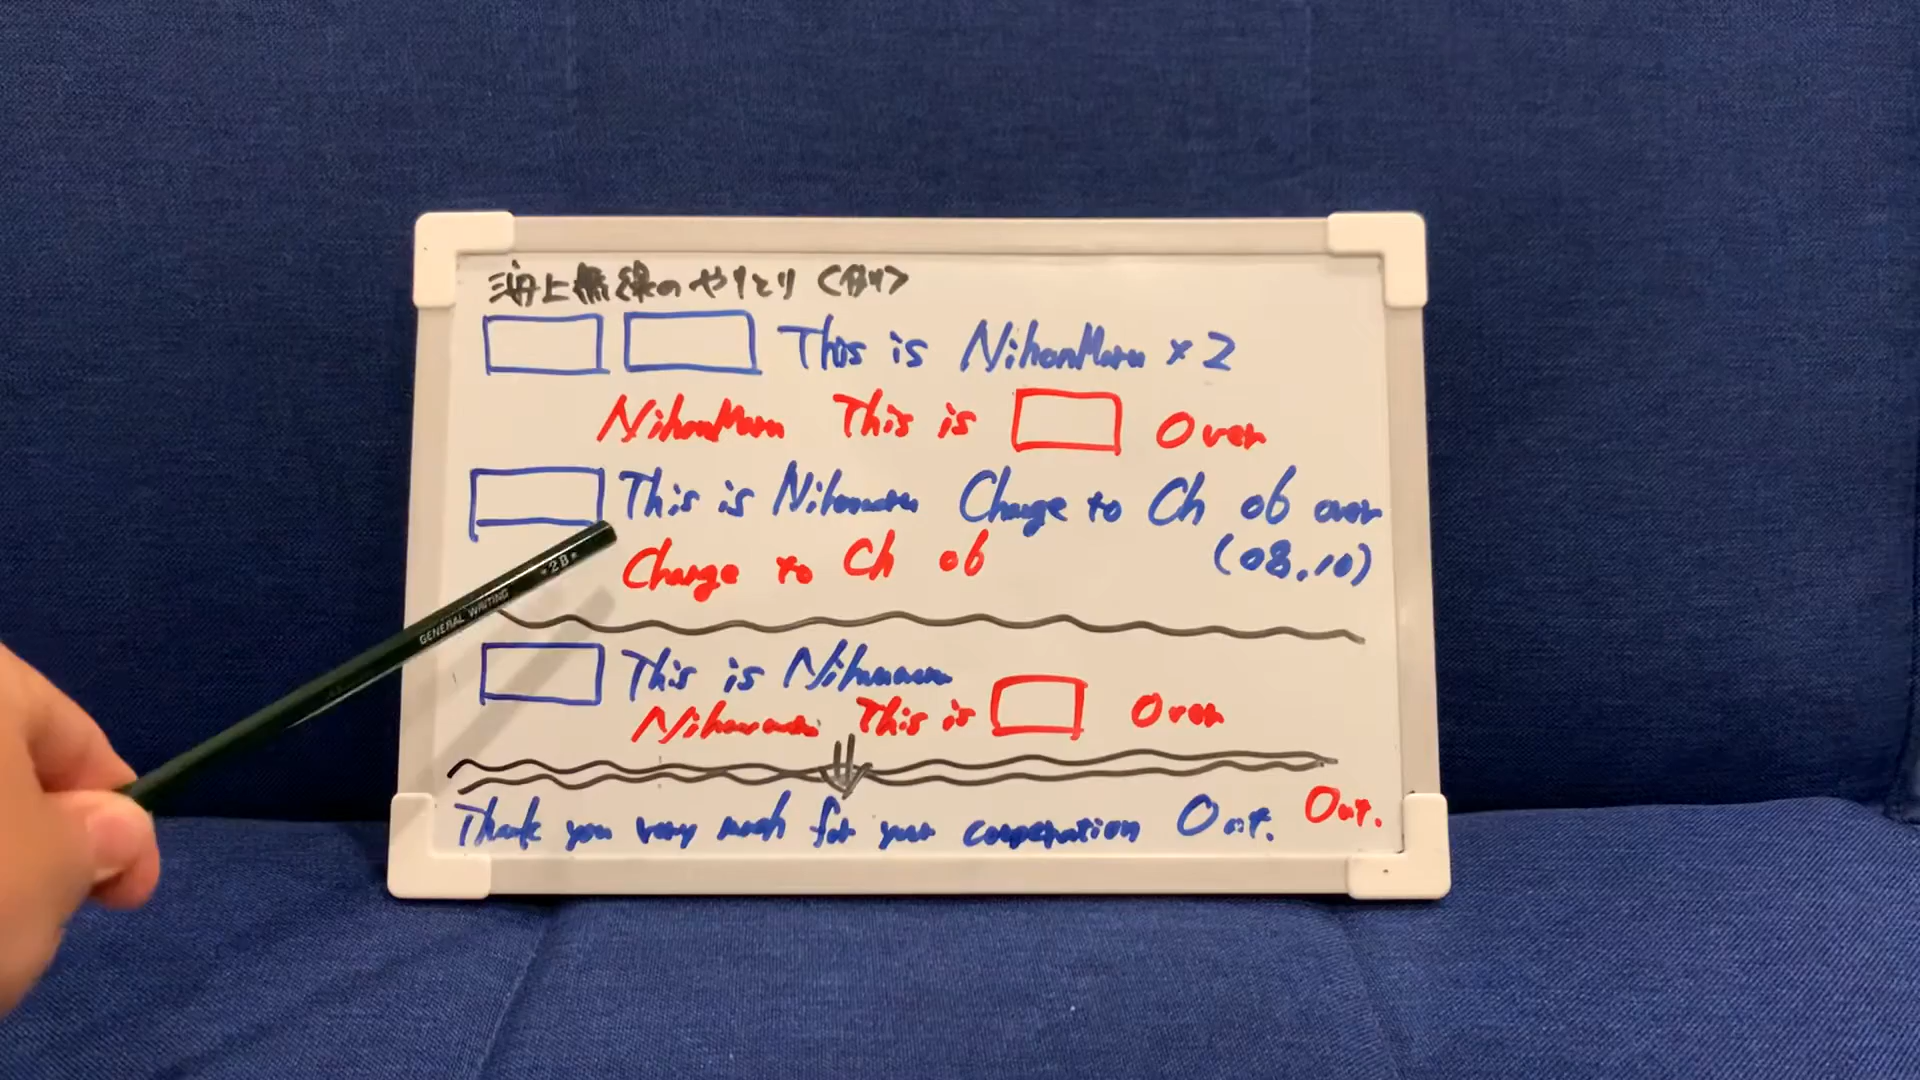 海上無線のやりとり<例>
This is NihonMaru × 2
NihonMaru This is Over
This is Nihonmaru Change to Ch 06 over
(08.10)
Change to Ch 06
This is Nihonmaru
Nihonmaru This is Over
Thank you very much for your cooperation Out. Out.
2B
GENERAL WRITING